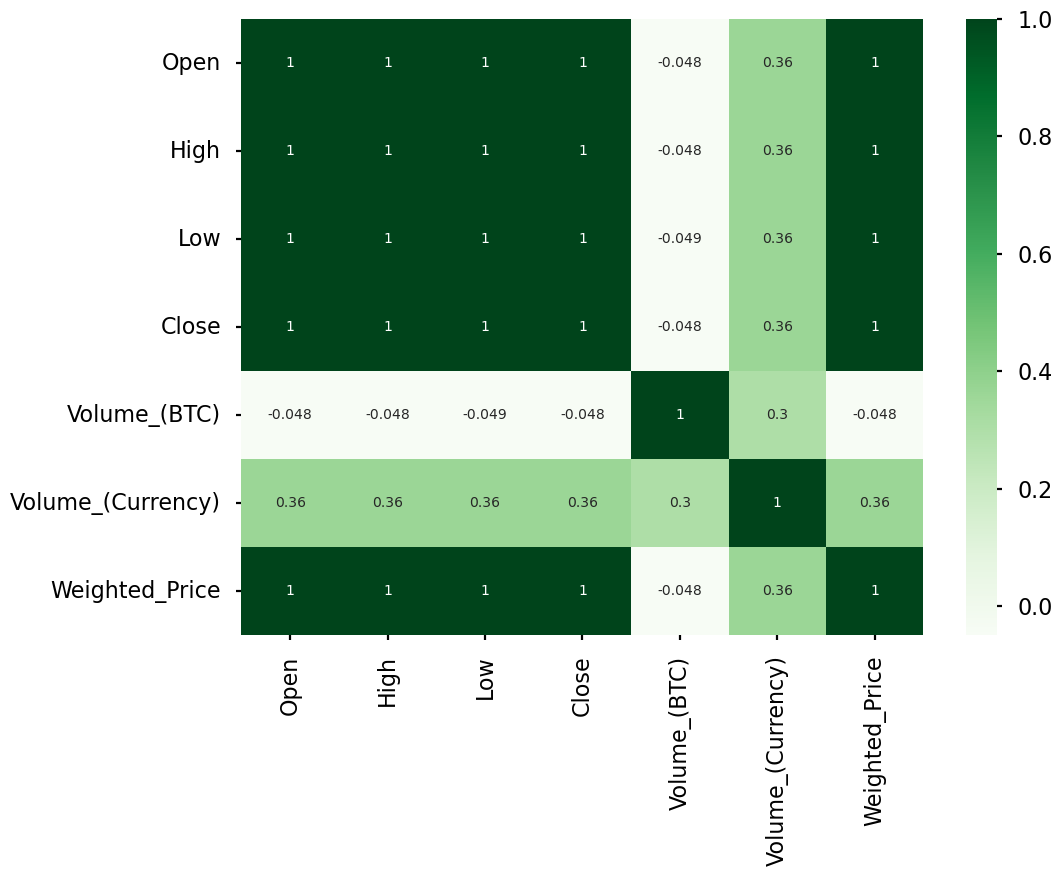 Open 1 1 1 1 -0.048 0.36 1
High 1 1 1 1 -0.048 0.36 1
Low 1 1 1 1 -0.049 0.36 1
Close 1 1 1 1 -0.048 0.36 1
Volume_(BTC) -0.048 -0.048 -0.049 -0.048 1 0.3 -0.048
Volume_(Currency) 0.36 0.36 0.36 0.36 0.3 1 0.36
Weighted_Price 1 1 1 1 -0.048 0.36 1
Open
High
Low
Close
Volume_(BTC)
Volume_(Currency)
Weighted_Price
1.0
0.8
0.6
0.4
0.2
0.0